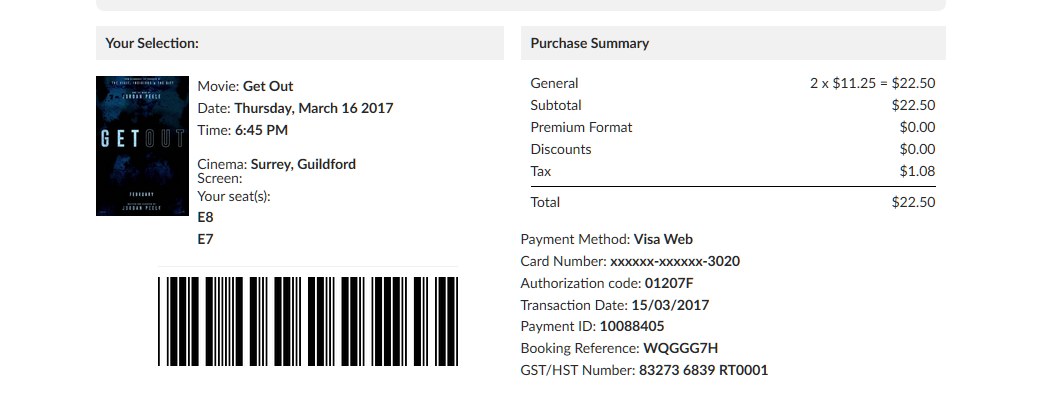 Your Selection:
JORDAN PEELE
GET OUT
FEBRUARY
JORDAN PEELE
Movie: Get Out
Date: Thursday, March 16 2017
Time: 6:45 PM
Cinema: Surrey, Guildford
Screen:
Your seat(s):
E8
E7
Purchase Summary
General 2 x $11.25 = $22.50
Subtotal $22.50
Premium Format $0.00
Discounts $0.00
Tax $1.08
Total $22.50
Payment Method: Visa Web
Card Number: xxxxxx-xxxxxx-3020
Authorization code: 01207F
Transaction Date: 15/03/2017
Payment ID: 10088405
Booking Reference: WQGGG7H
GST/HST Number: 83273 6839 RT0001